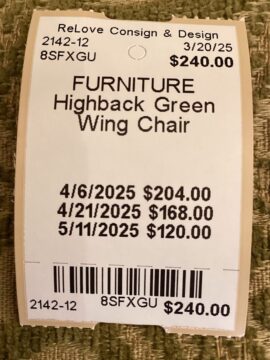 ReLove Consign & Design
2142-12 3/20/25
8SFXGU $240.00
FURNITURE
Highback Green
Wing Chair
4/6/2025 $204.00
4/21/2025 $168.00
5/11/2025 $120.00
2142-12 8SFXGU $240.00